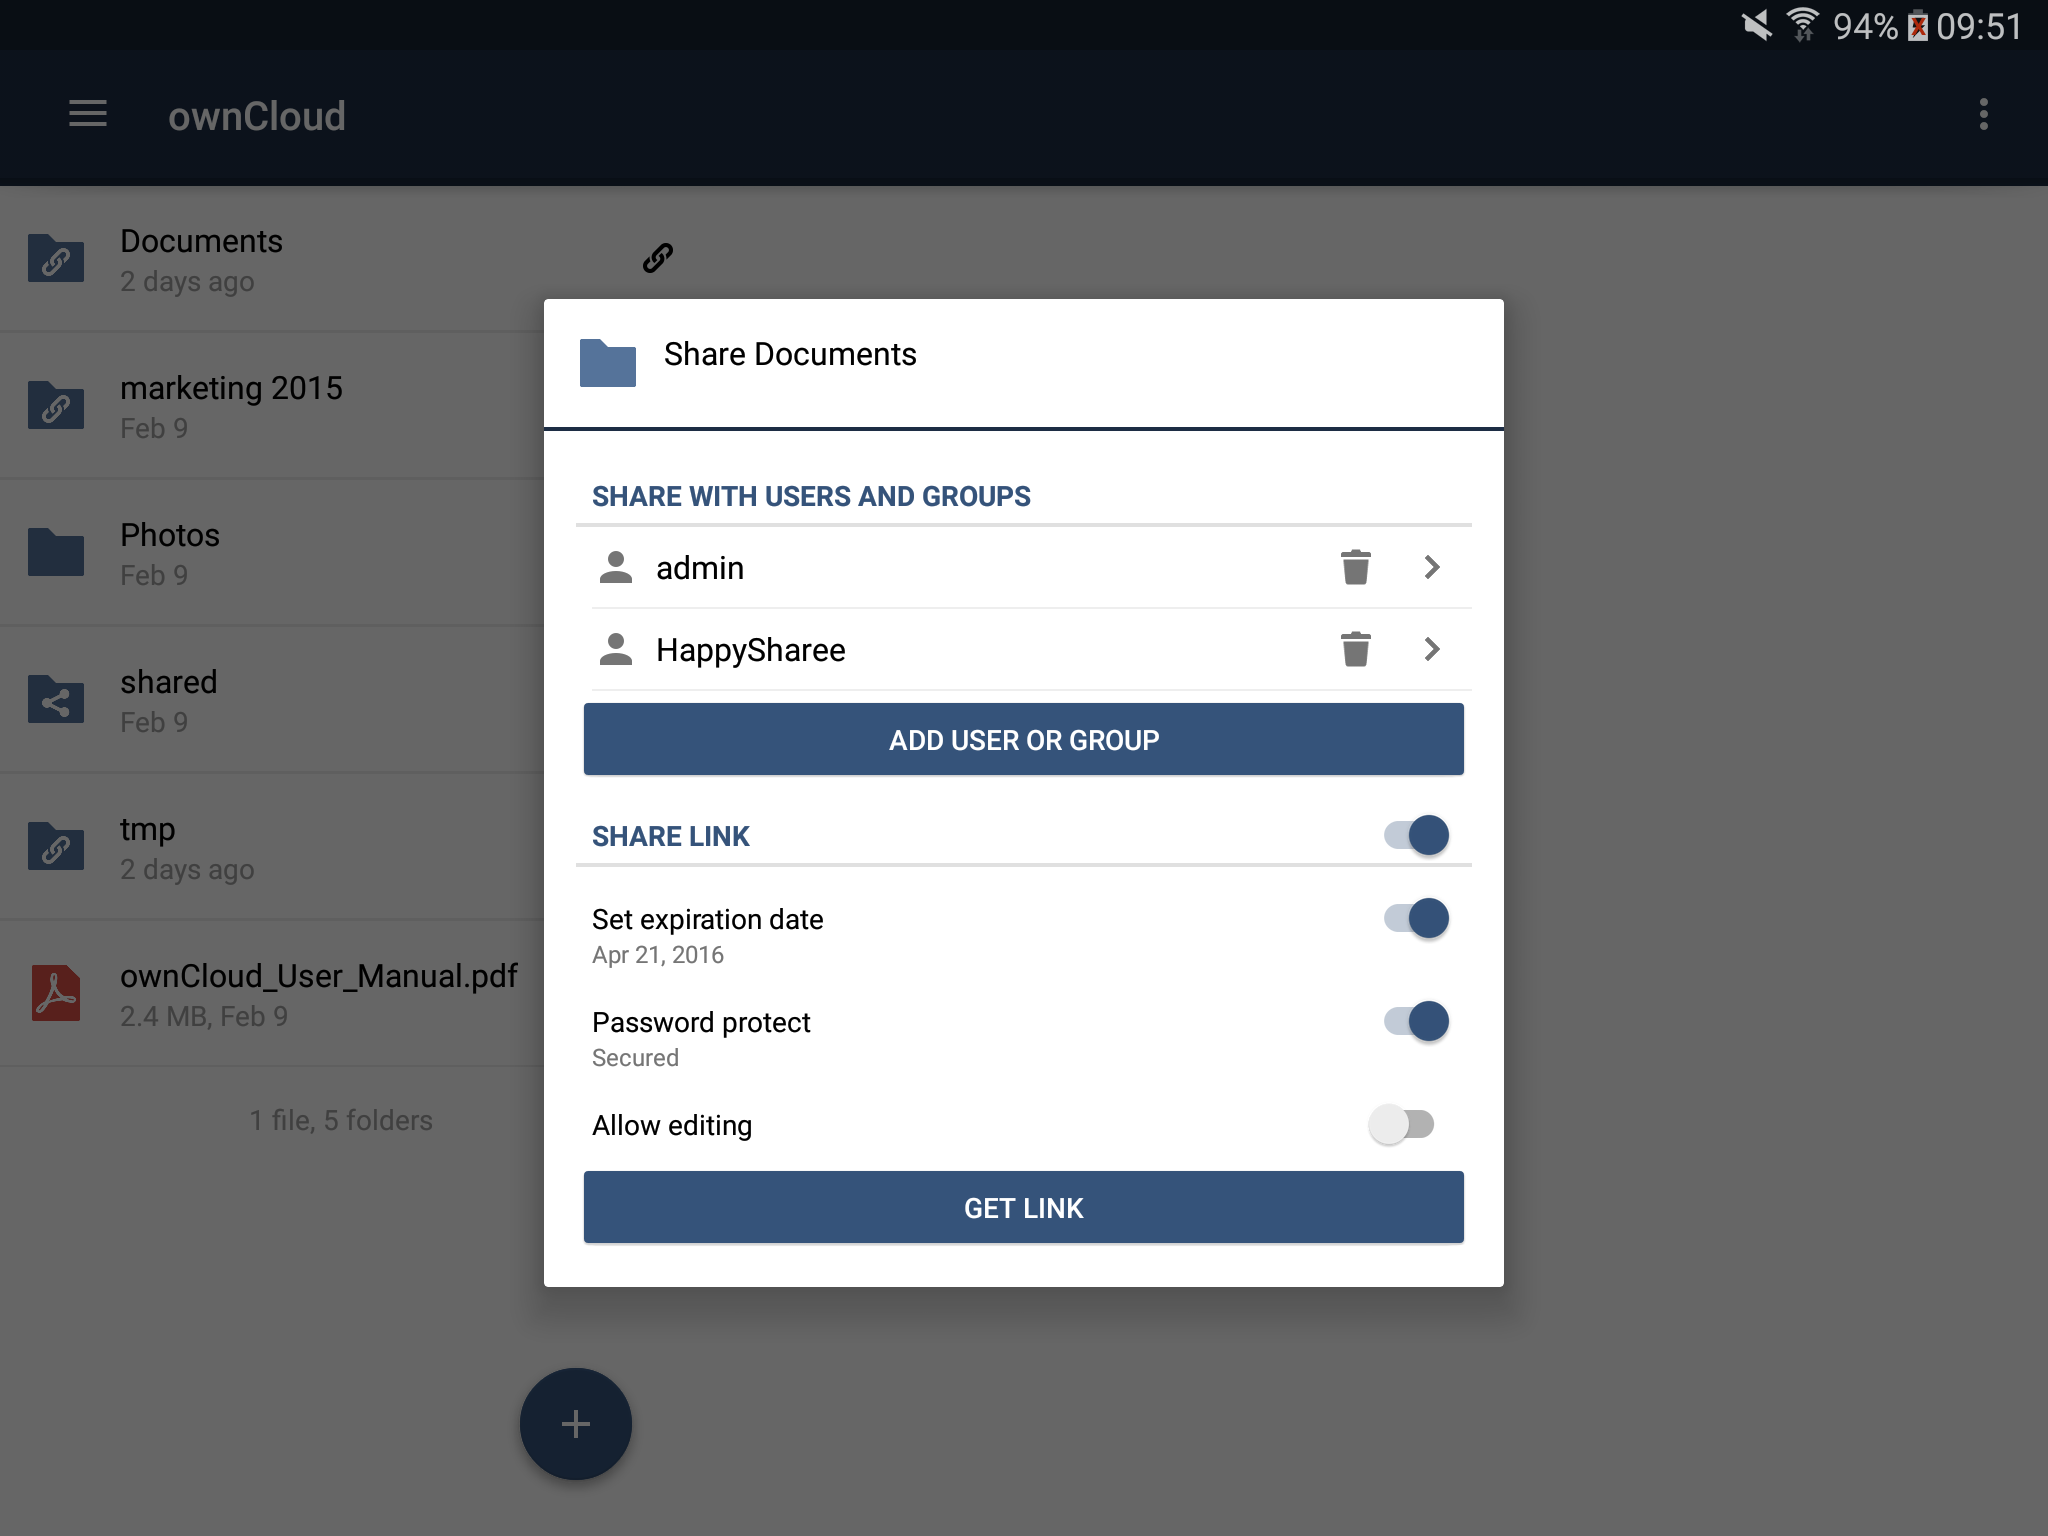 94% 09:51
ownCloud
Documents
2 days ago
marketing 2015
Feb 9
Photos
Feb 9
shared
Feb 9
tmp
2 days ago
ownCloud_User_Manual.pdf
2.4 MB, Feb 9
1 file, 5 folders
Share Documents
SHARE WITH USERS AND GROUPS
admin
HappySharee
ADD USER OR GROUP
SHARE LINK
Set expiration date
Apr 21, 2016
Password protect
Secured
Allow editing
GET LINK